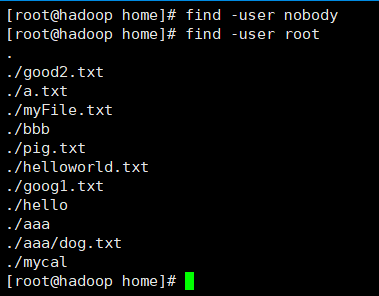 [root@hadoop home]# find -user nobody
[root@hadoop home]# find -user root
.
./good2.txt
./a.txt
./myFile.txt
./bbb
./pig.txt
./helloworld.txt
./goog1.txt
./hello
./aaa
./aaa/dog.txt
./mycal
[root@hadoop home]#